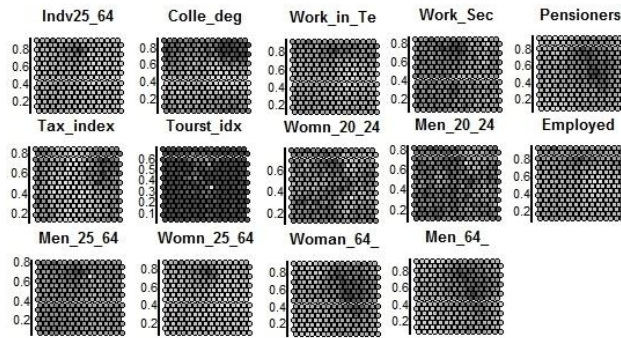 Indv25_64 Colle_deg Work_in_Te Work_Sec Pensioners
0.8 0.8 0.8 0.8 0.8
0.6 0.6 0.6 0.6 0.6
0.4 0.4 0.4 0.4 0.4
0.2 0.2 0.2 0.2 0.2
Tax_index Tourst_idx Womn_20_24 Men_20_24 Employed
0.8 0.8 0.8 0.8
0.6 0.6 0.6 0.6 0.6
0.5
0.4 0.4 0.4 0.4 0.4
0.3
0.2 0.2 0.2 0.2 0.2
0.1
Men_25_64 Womn_25_64 Woman_64_ Men_64_
0.8 0.8 0.8 0.8
0.6 0.6 0.6 0.6
0.4 0.4 0.4 0.4
0.2 0.2 0.2 0.2